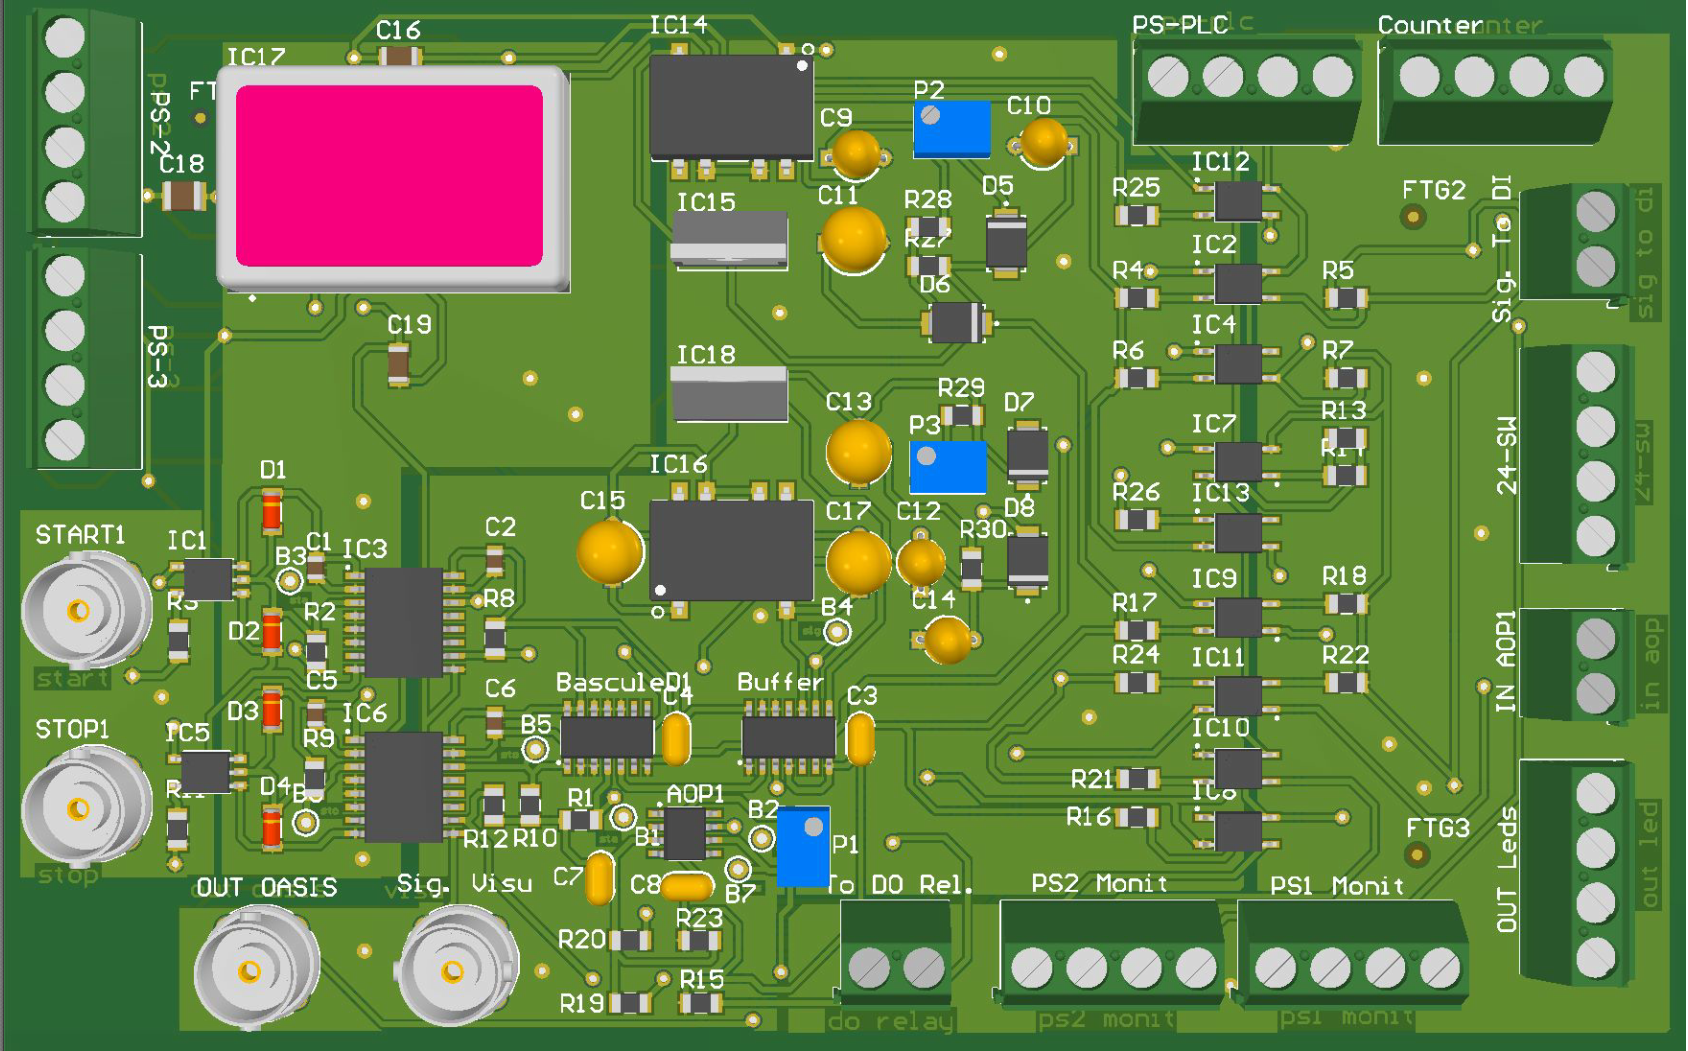 C16
IC14
PS-PLC
plc
Counter
nter
IC17
FT
PS-2
C18
P2
C9
C10
IC12
R25
FTG2
Sig. To DI
sig to di
IC15
C11
R28
R27
D5
D6
IC2
R4
R5
PS-3
C19
IC18
IC4
R6
R7
C13
R29
D7
P3
IC7
R13
24-SW
24-sw
D1
IC16
C15
C17
C12
R30
D8
R26
IC13
START1
IC1
B3
C1
IC3
C2
R3
R2
D2
R8
B4
C14
IC9
R17
R18
IN AOP1
in aop
start
C5
IC11
R24
R22
STOP1
IC5
D3
IC6
R9
C6
BasculeD1
C4
Buffer
C3
B5
IC10
D4
R21
R16
R12
R10
R1
B1
AOP1
B2
P1
FTG3
OUT Leds
out led
stop
OUT OASIS
Sig. Visu
C7
C8
B7
To DO Rel.
PS2 Monit
PS1 Monit
R20
R23
R19
R15
do relay
ps2 monit
ps1 monit